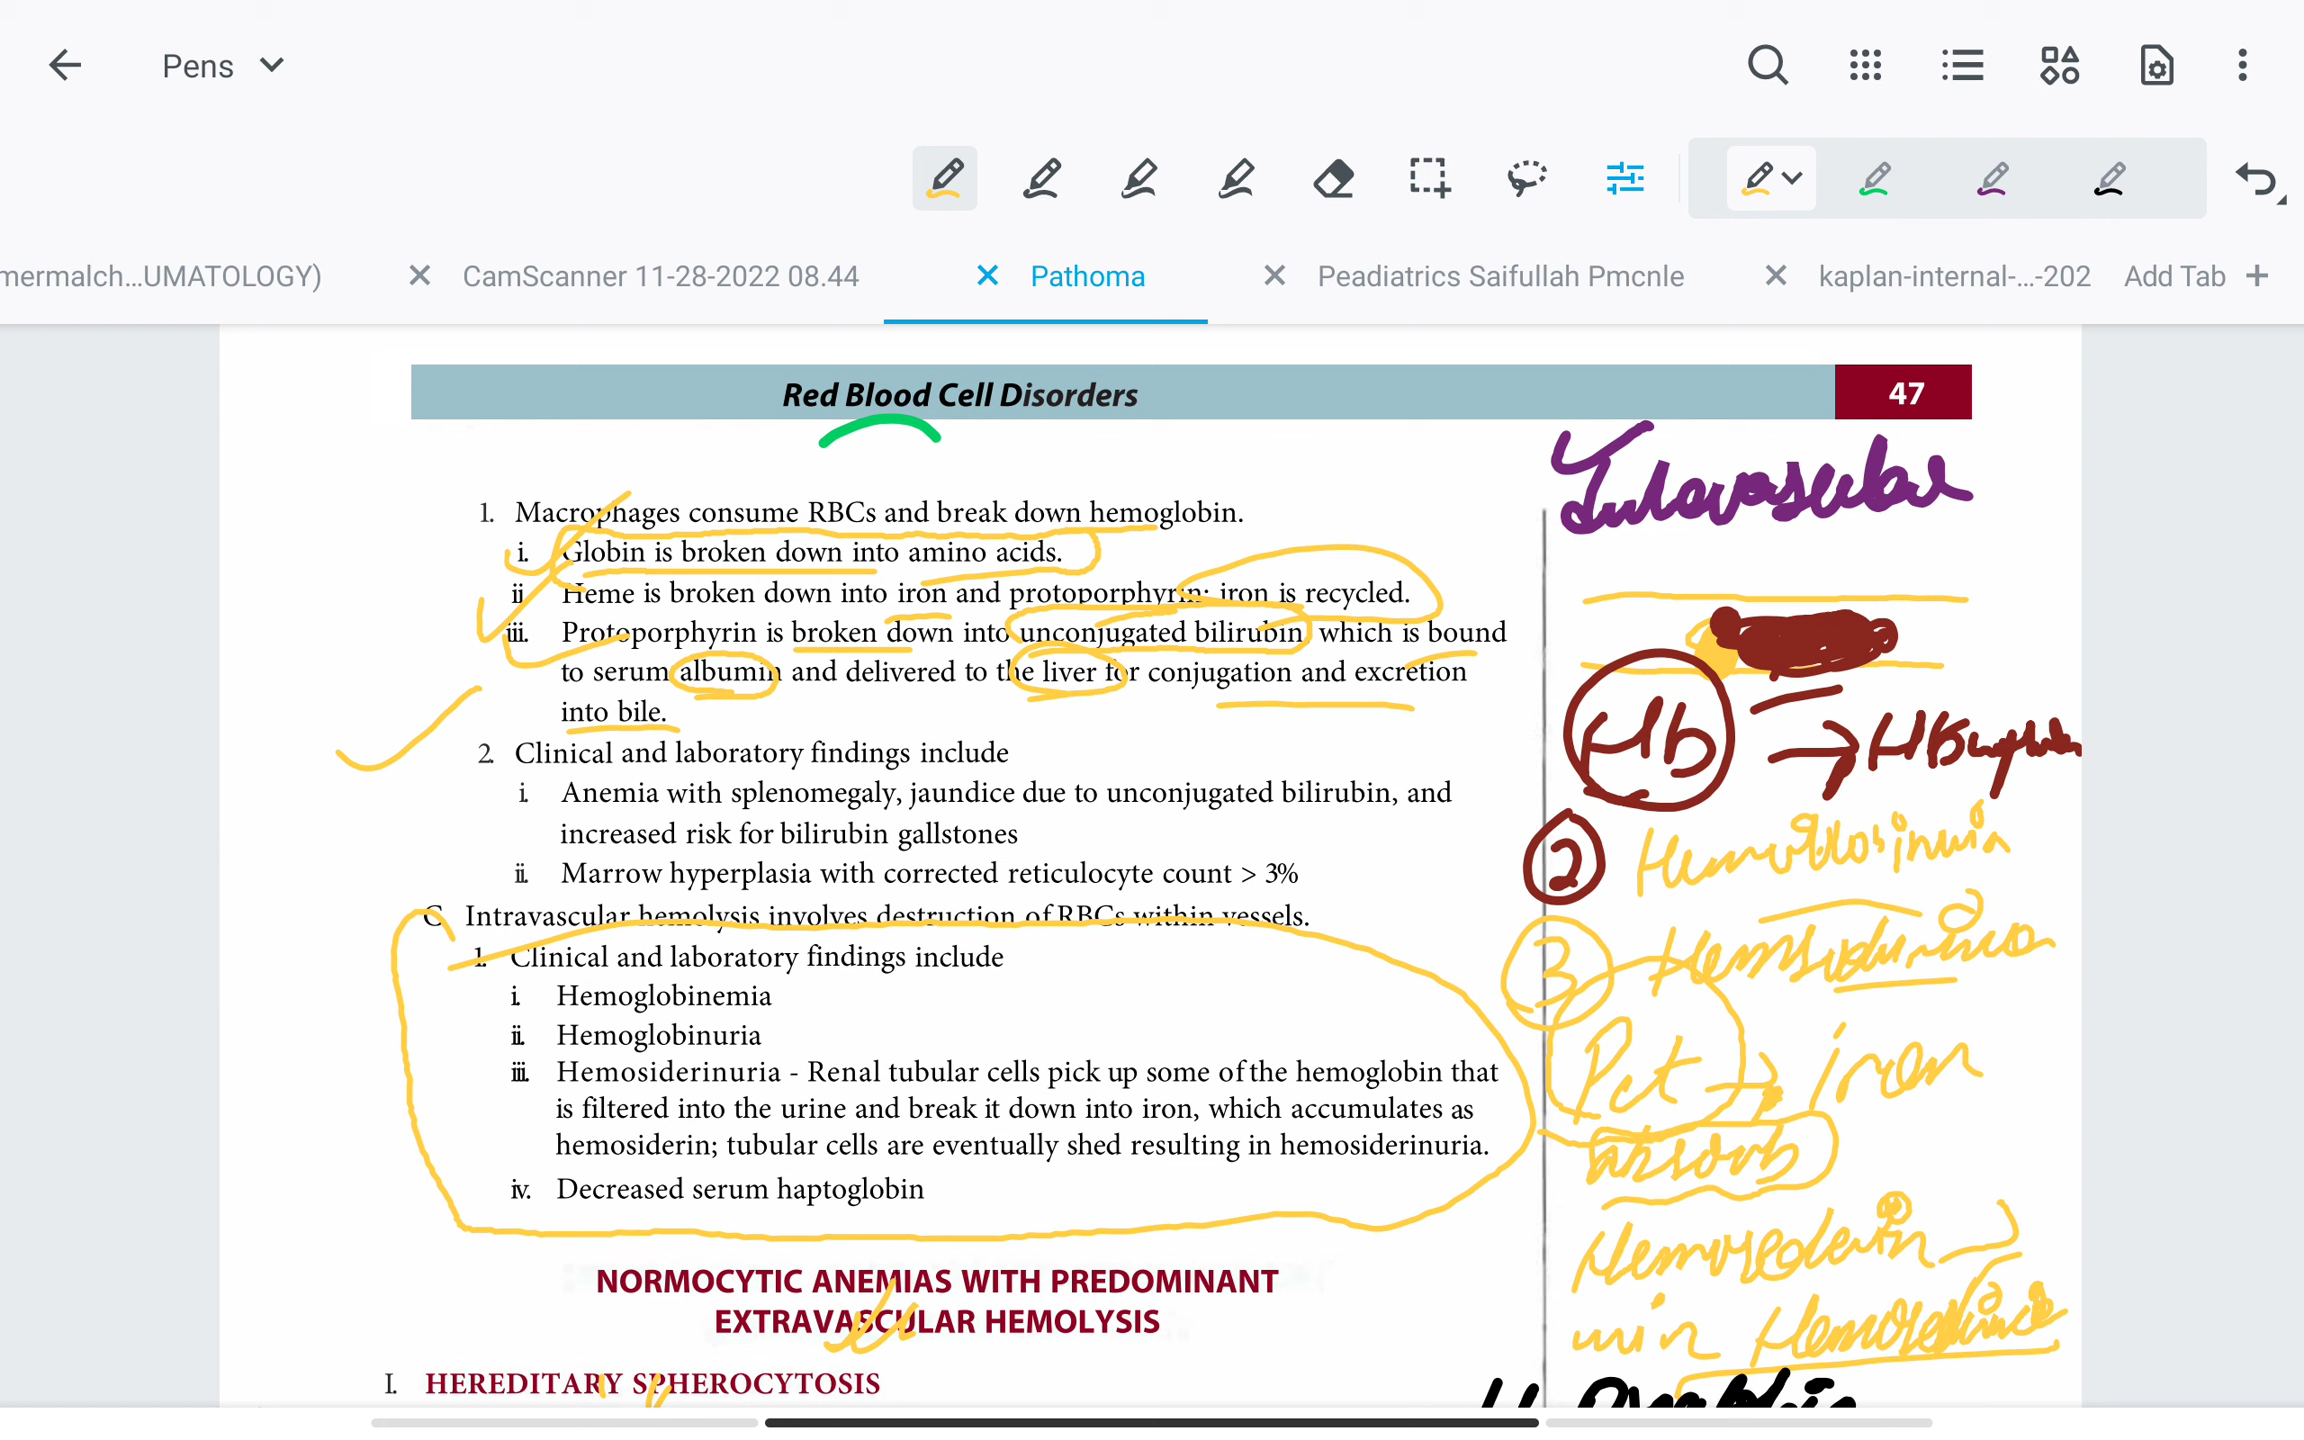 Pens
mermalch...UMATOLOGY)
CamScanner 11-28-2022 08.44
Pathoma
Peadiatrics Saifullah Pmcnle
kaplan-internal-...-202
Add Tab +
Red Blood Cell Disorders
47
1. Macrophages consume RBCs and break down hemoglobin.
i. Globin is broken down into amino acids.
ii Heme is broken down into iron and protoporphyrin; iron is recycled.
iii. Protoporphyrin is broken down into unconjugated bilirubin, which is bound
to serum albumin and delivered to the liver for conjugation and excretion
into bile.
2. Clinical and laboratory findings include
i. Anemia with splenomegaly, jaundice due to unconjugated bilirubin, and
increased risk for bilirubin gallstones
ii. Marrow hyperplasia with corrected reticulocyte count > 3%
C. Intravascular hemolysis involves destruction of RBCs within vessels.
1. Clinical and laboratory findings include
i. Hemoglobinemia
ii. Hemoglobinuria
iii. Hemosiderinuria - Renal tubular cells pick up some of the hemoglobin that
is filtered into the urine and break it down into iron, which accumulates as
hemosiderin; tubular cells are eventually shed resulting in hemosiderinuria.
iv. Decreased serum haptoglobin
NORMOCYTIC ANEMIAS WITH PREDOMINANT
EXTRAVASCULAR HEMOLYSIS
I. HEREDITARY SPHEROCYTOSIS
Hb →
2
3
Pct → iron
absorb